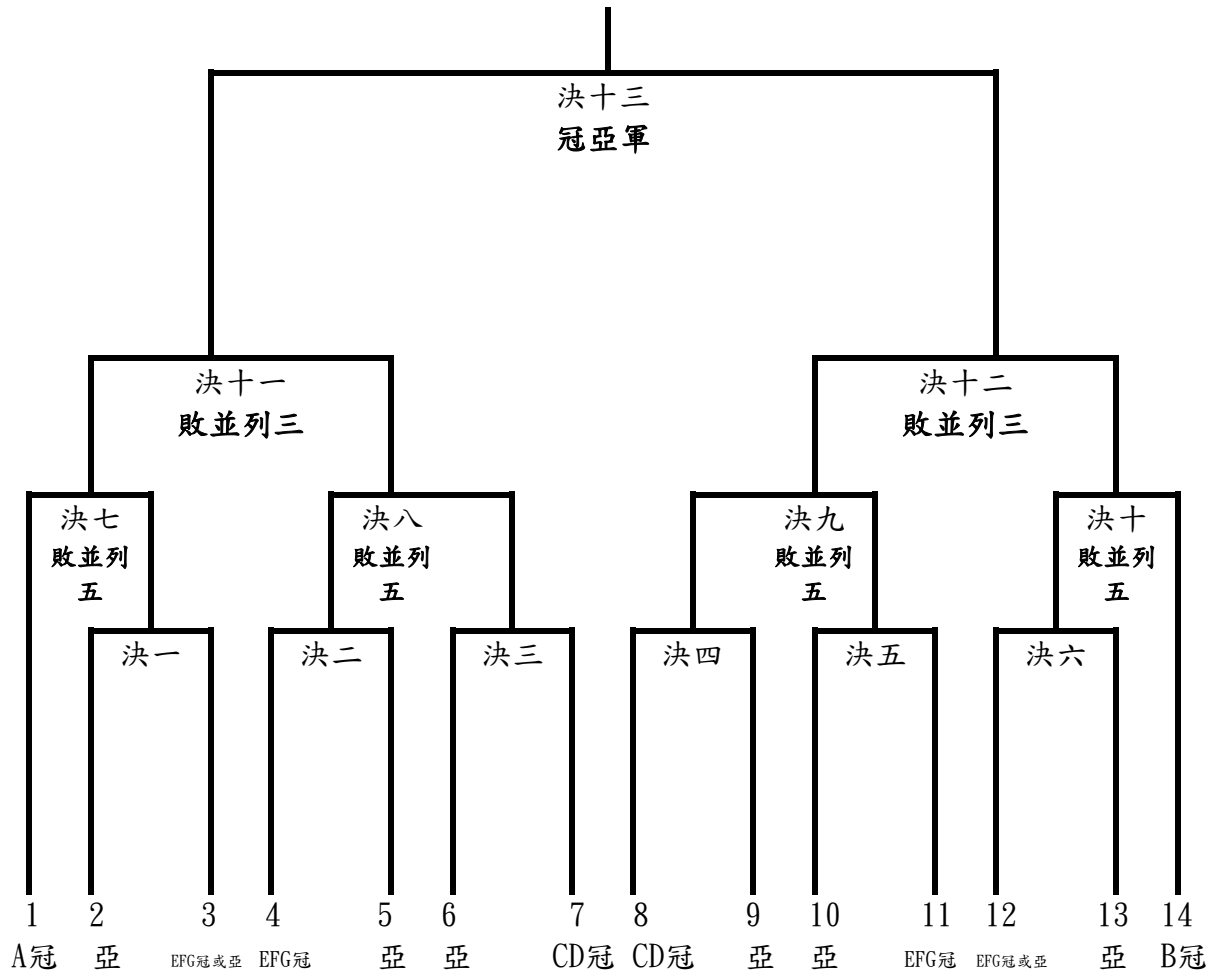 決十三
冠亞軍
決十一
敗並列三
決十二
敗並列三
決七
敗並列
五
決八
敗並列
五
決九
敗並列
五
決十
敗並列
五
決一
決二
決三
決四
決五
決六
1 2 3 4 5 6 7 8 9 10 11 12 13 14
A冠 亞 EFG冠或亞 EFG冠 亞 亞 CD冠 CD冠 亞 亞 EFG冠 EFG冠或亞 亞 B冠